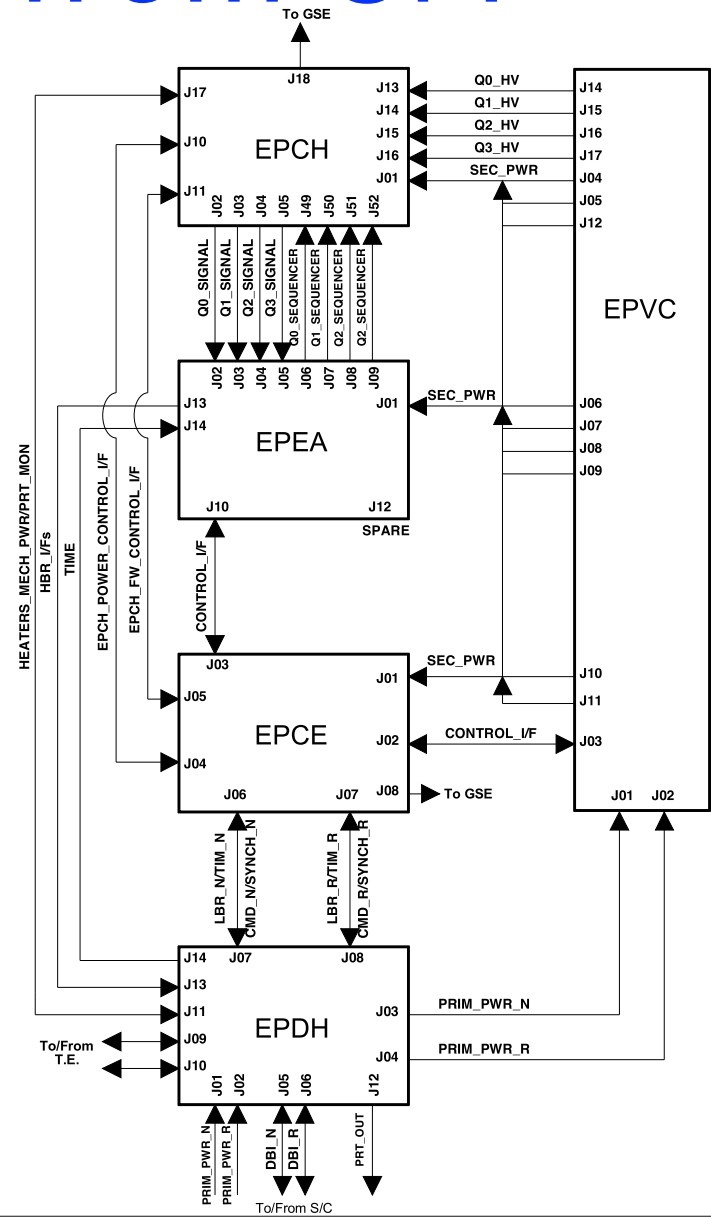 To GSE
J18
J17
J10
J11
EPCH
J13
J14
J15
J16
J01
J02
J03
J04
J05
J49
J50
J51
J52
Q0_HV
Q1_HV
Q2_HV
Q3_HV
SEC_PWR
J14
J15
J16
J17
J04
J05
J12
EPVC
Q0_SIGNAL
Q1_SIGNAL
Q2_SIGNAL
Q3_SIGNAL
Q0_SEQUENCER
Q1_SEQUENCER
Q2_SEQUENCER
Q2_SEQUENCER
J02
J03
J04
J05
J06
J07
J08
J09
J13
J14
J01
EPEA
J10
J12
SPARE
SEC_PWR
J06
J07
J08
J09
HEATERS_MECH_PWR/PRT_MON
HBR_I/Fs
TIME
EPCH_POWER_CONTROL_I/F
EPCH_FW_CONTROL_I/F
CONTROL_I/F
J03
J05
J04
EPCE
J01
J02
J08
J06
J07
SEC_PWR
CONTROL_I/F
To GSE
J10
J11
J03
J01
J02
LBR_N/TIM_N
CMD_N/SYNCH_N
LBR_R/TIM_R
CMD_R/SYNCH_R
J14
J07
J08
J13
J11
J09
J10
EPDH
J03
J04
PRIM_PWR_N
PRIM_PWR_R
To/From
T.E.
J01
J02
J05
J06
J12
PRIM_PWR_N
PRIM_PWR_R
DBI_N
DBI_R
PRT_OUT
To/From S/C